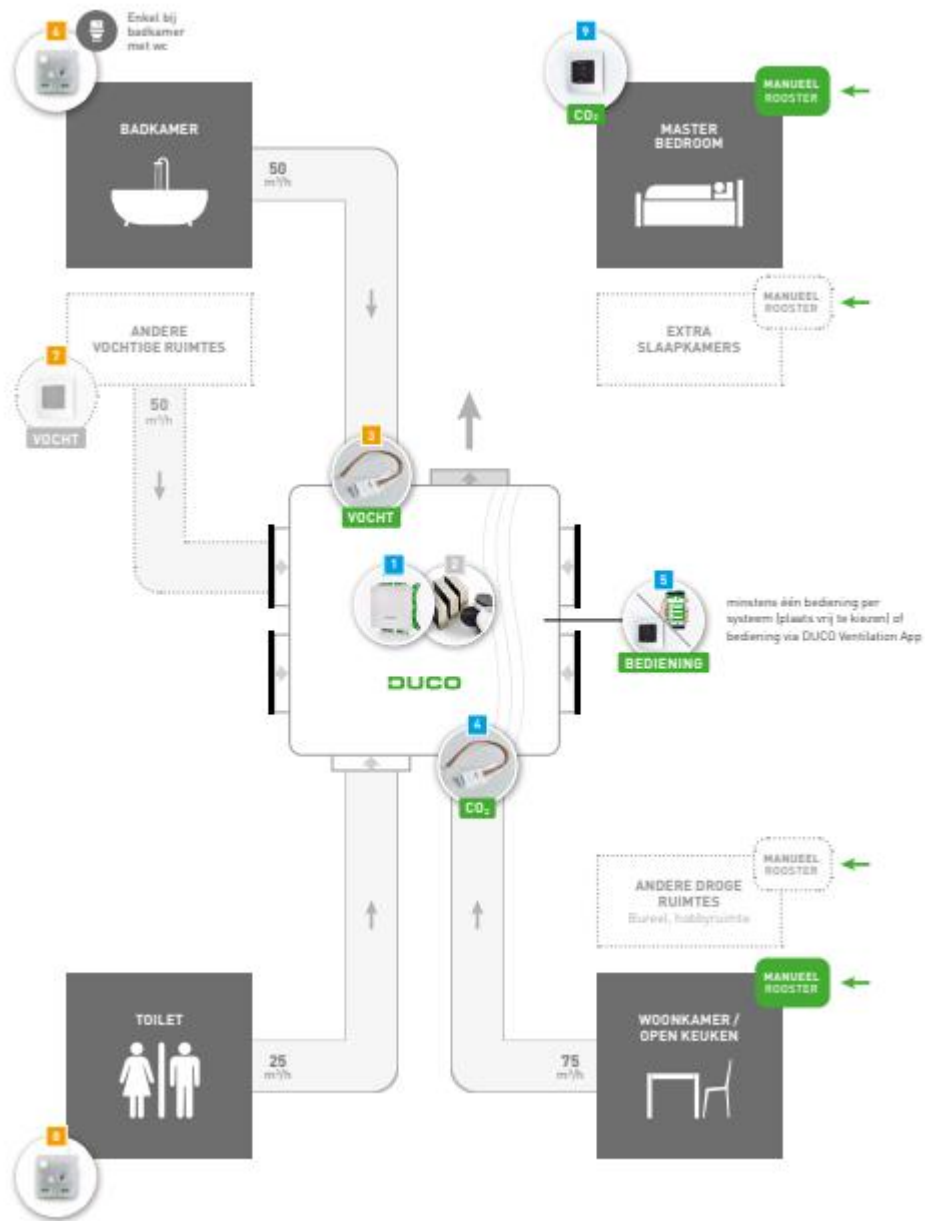 6
Enkel bij
badkamer
met wc
BADKAMER
50
m³/h
9
CO₂
MANUEEL
ROOSTER
MASTER
BEDROOM
ANDERE
VOCHTIGE RUIMTES
7
VOCHT
50
m³/h
MANUEEL
ROOSTER
EXTRA
SLAAPKAMERS
3
VOCHT
1
2
DUCO
5
BEDIENING
minstens één bediening per
systeem (plaats vrij te kiezen) of
bediening via DUCO Ventilation App
4
CO₂
MANUEEL
ROOSTER
ANDERE DROGE
RUIMTES
Bureel, hobbyruimte
TOILET
25
m³/h
8
75
m³/h
MANUEEL
ROOSTER
WOONKAMER /
OPEN KEUKEN